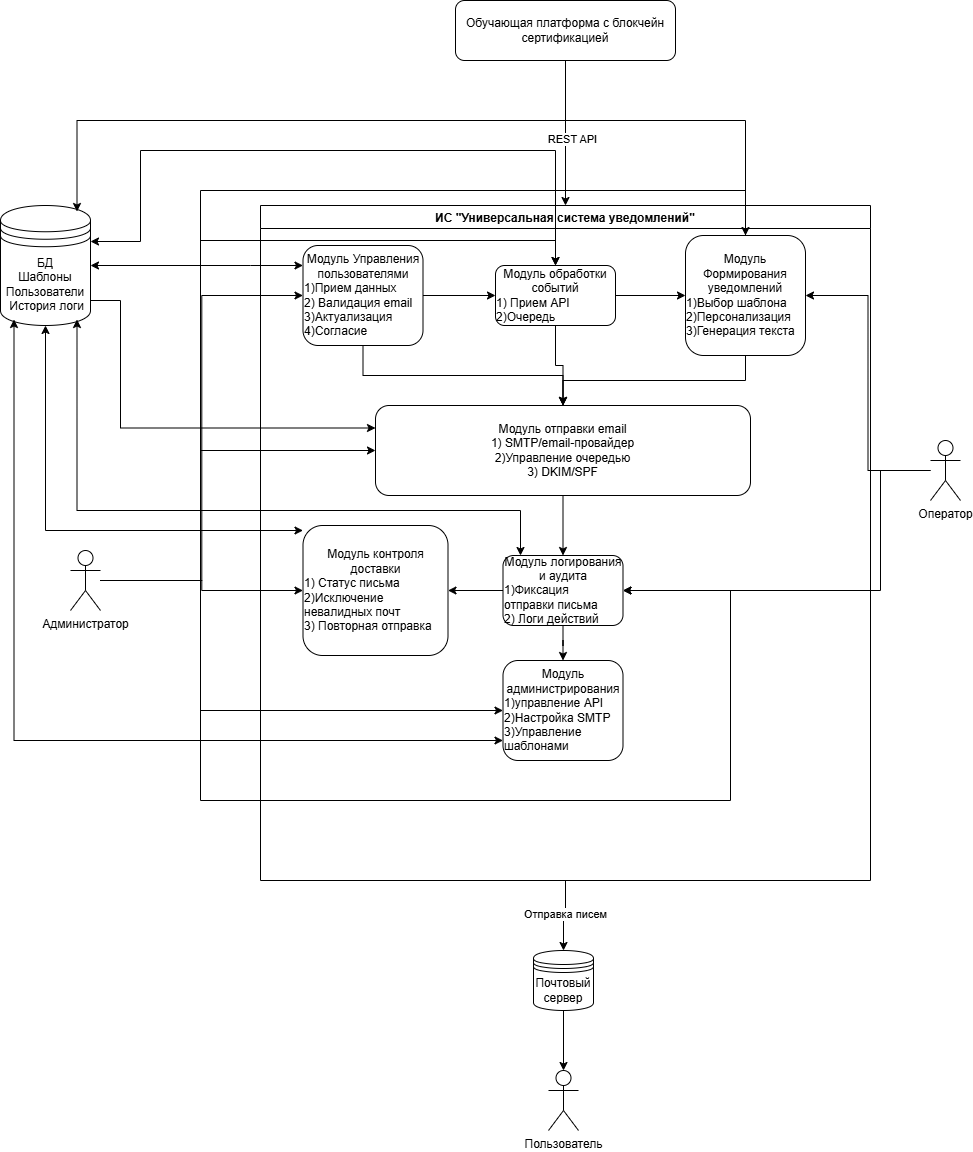 Обучающая платформа с блокчейн
сертификацией
REST API
ИС "Универсальная система уведомлений"
БД
Шаблоны
Пользователи
История логи
Модуль Управления
пользователями
1)Прием данных
2) Валидация email
3)Актуализация
4)Согласие
Модуль обработки
событий
1) Прием API
2)Очередь
Модуль
Формирования
уведомлений
1)Выбор шаблона
2)Персонализация
3)Генерация текста
Модуль отправки email
1) SMTP/email-провайдер
2)Управление очередью
3) DKIM/SPF
Оператор
Администратор
Модуль контроля
доставки
1) Статус письма
2)Исключение
невалидных почт
3) Повторная отправка
Модуль логирования
и аудита
1)Фиксация
отправки письма
2) Логи действий
Модуль
администрирования
1)управление API
2)Настройка SMTP
3)Управление
шаблонами
Отправка писем
Почтовый
сервер
Пользователь